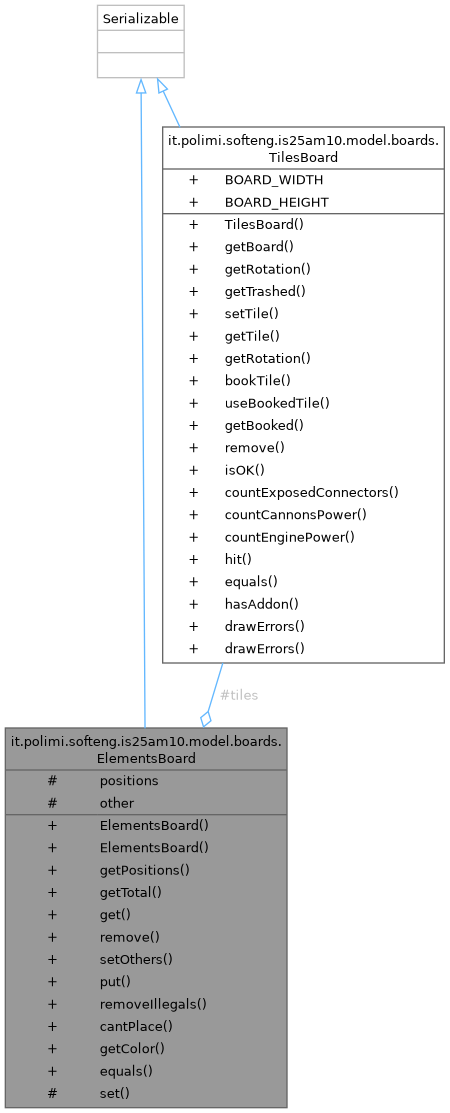 Serializable
it.polimi.softeng.is25am10.model.boards.
TilesBoard
+ BOARD_WIDTH
+ BOARD_HEIGHT
+ TilesBoard()
+ getBoard()
+ getRotation()
+ getTrashed()
+ setTile()
+ getTile()
+ getRotation()
+ bookTile()
+ useBookedTile()
+ getBooked()
+ remove()
+ isOK()
+ countExposedConnectors()
+ countCannonsPower()
+ countEnginePower()
+ hit()
+ equals()
+ hasAddon()
+ drawErrors()
+ drawErrors()
#tiles
it.polimi.softeng.is25am10.model.boards.
ElementsBoard
# positions
# other
+ ElementsBoard()
+ ElementsBoard()
+ getPositions()
+ getTotal()
+ get()
+ remove()
+ setOthers()
+ put()
+ removeIllegals()
+ cantPlace()
+ getColor()
+ equals()
# set()